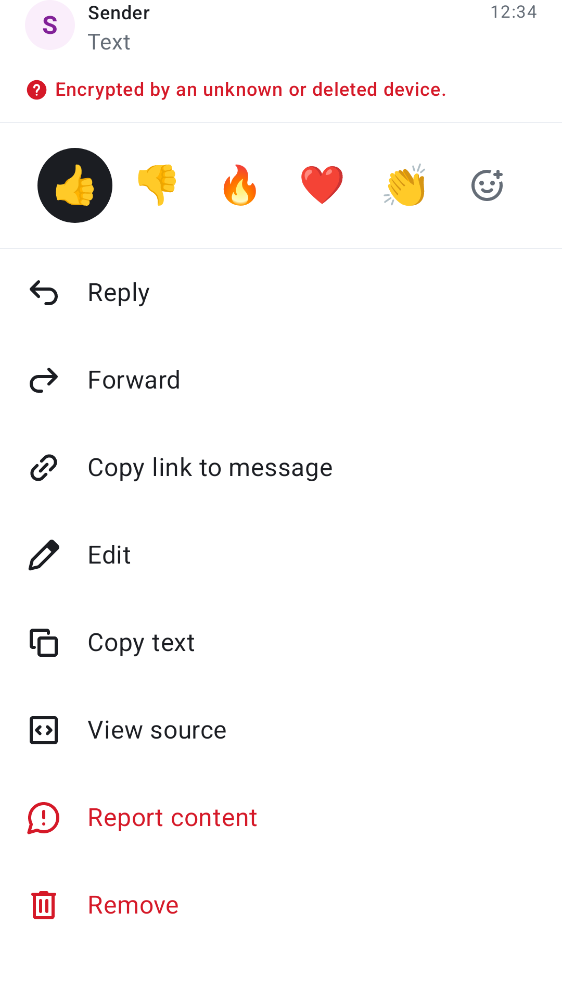 S
Sender
12:34
Text
Encrypted by an unknown or deleted device.
Reply
Forward
Copy link to message
Edit
Copy text
View source
Report content
Remove